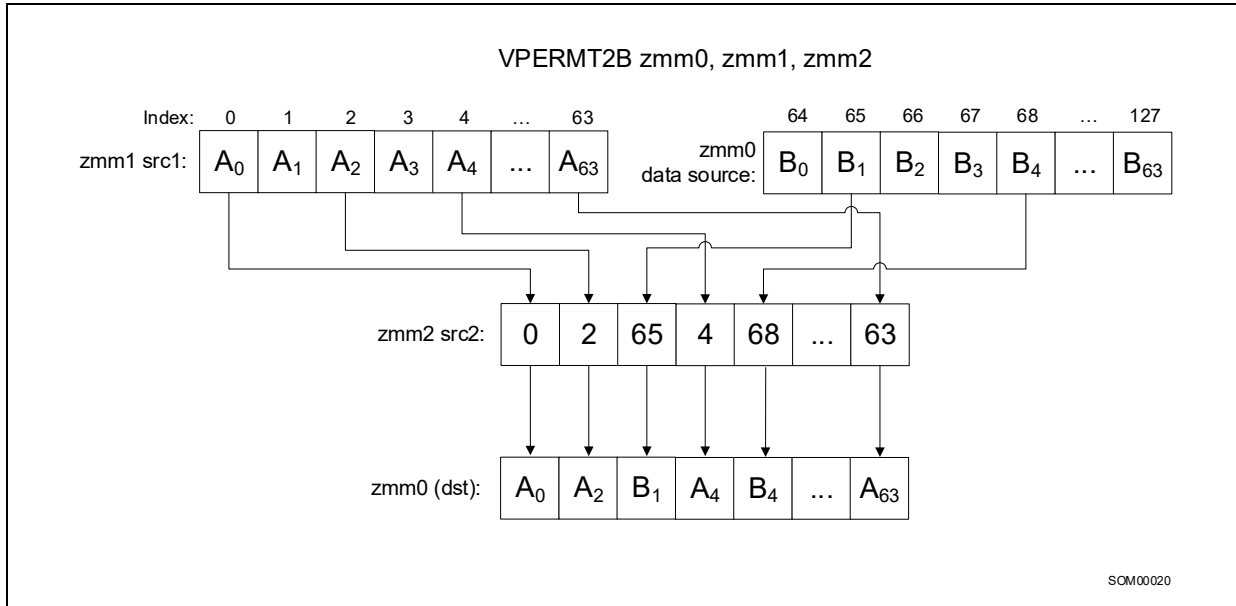 VPERMT2B zmm0, zmm1, zmm2
Index: 0 1 2 3 4 ... 63 64 65 66 67 68 ... 127
zmm1 src1: A0 A1 A2 A3 A4 ... A63
zmm0
data source: B0 B1 B2 B3 B4 ... B63
zmm2 src2: 0 2 65 4 68 ... 63
zmm0 (dst): A0 A2 B1 A4 B4 ... A63
SOM00020